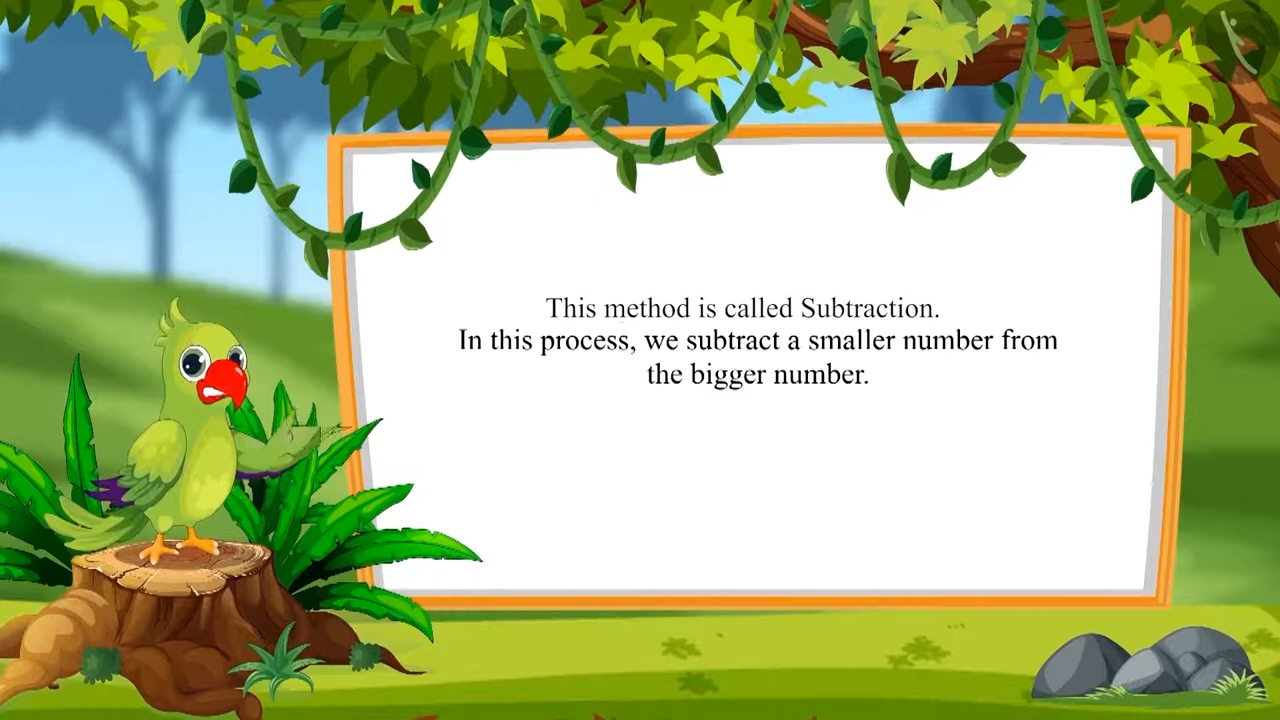 This method is called Subtraction.
In this process, we subtract a smaller number from
the bigger number.